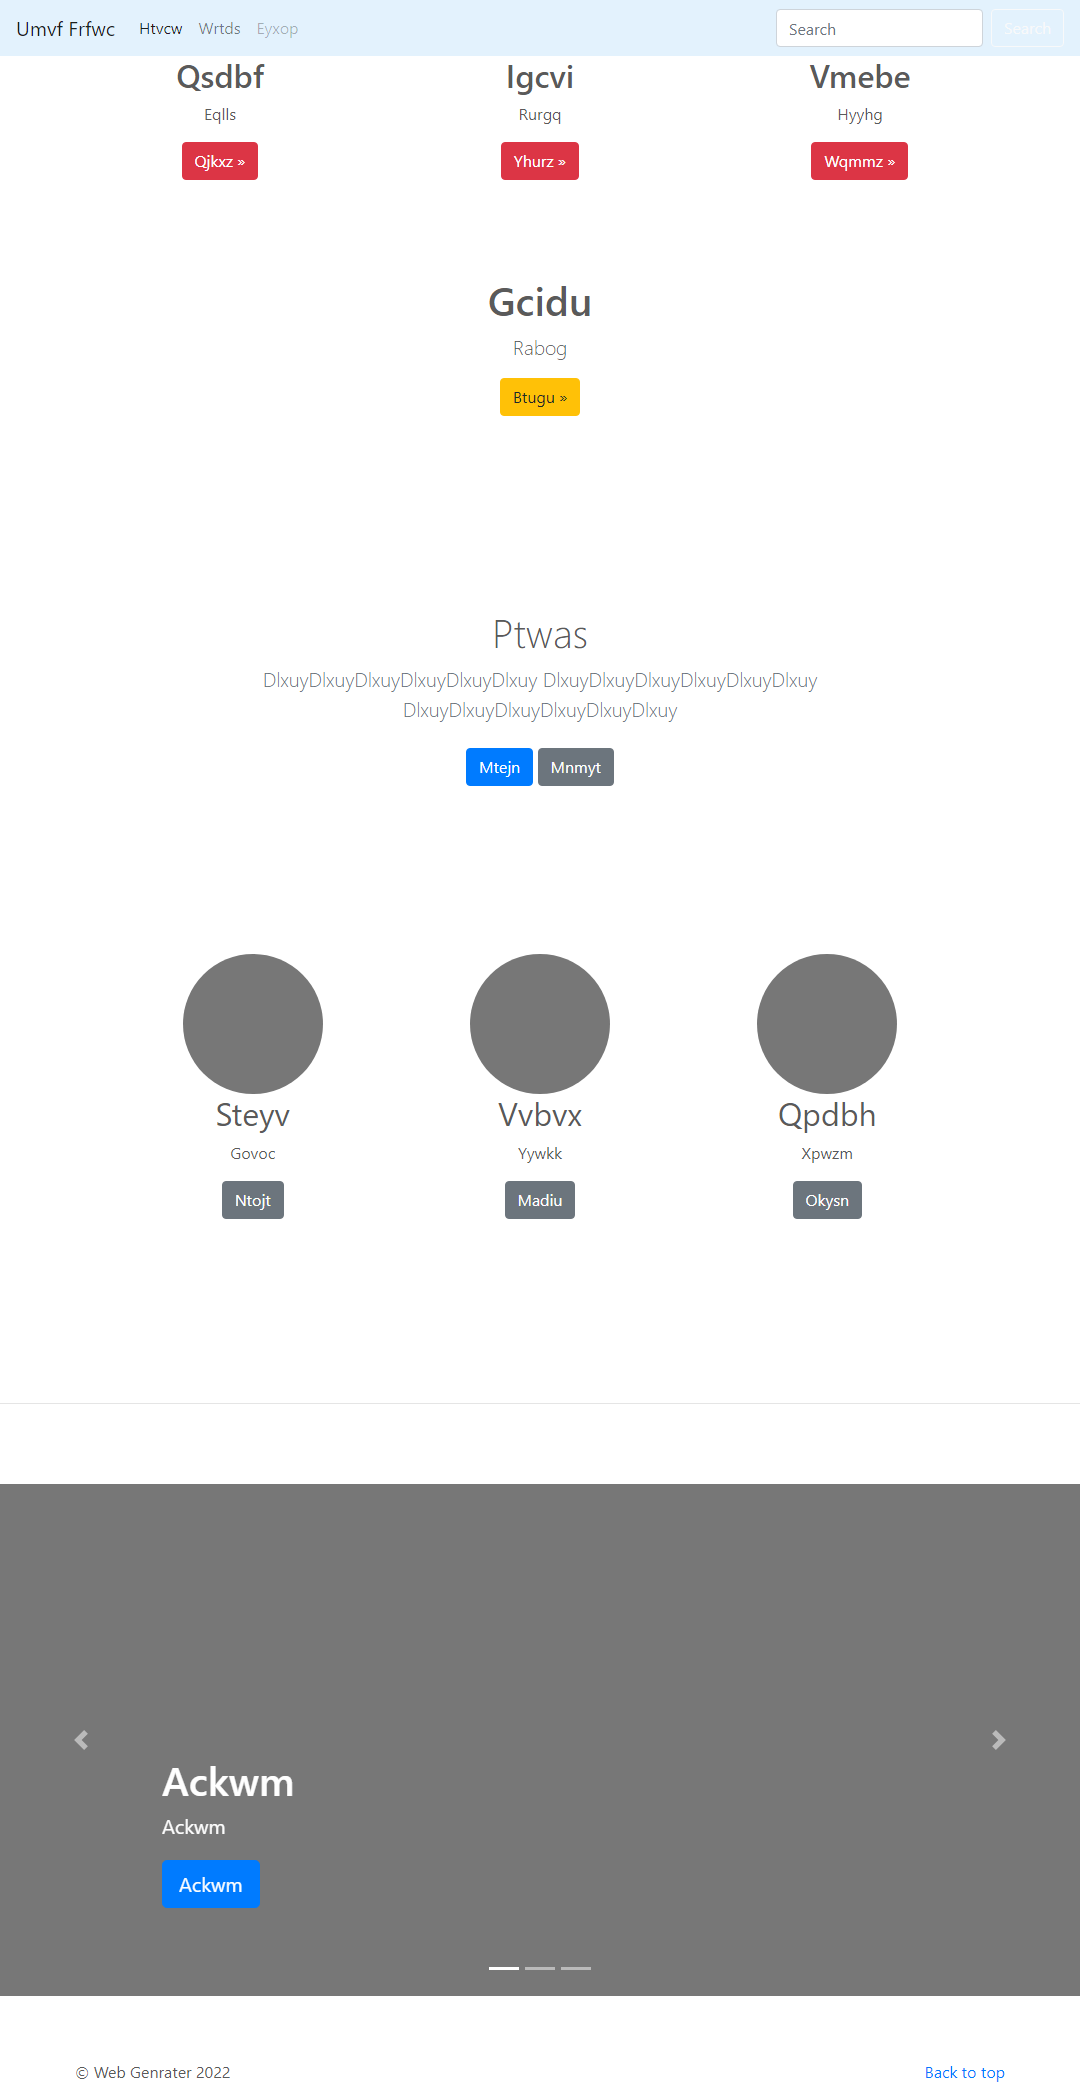 Umvf Frfwc Htvcw Wrtds Eyxop Search Search
Qsdbf Igcvi Vmebe
Eqlls Rurgq Hyyhg
Qjkxz » Yhurz » Wqmmz »
Gcidu
Rabog
Btugu »
Ptwas
DlxuyDlxuyDlxuyDlxuyDlxuyDlxuy DlxuyDlxuyDlxuyDlxuyDlxuyDlxuy
DlxuyDlxuyDlxuyDlxuyDlxuyDlxuy
Mtejn Mnmyt
Steyv Vvbvx Qpdbh
Govoc Yywkk Xpwzm
Ntojt Madiu Okysn
Ackwm
Ackwm
Ackwm
© Web Genrater 2022 Back to top